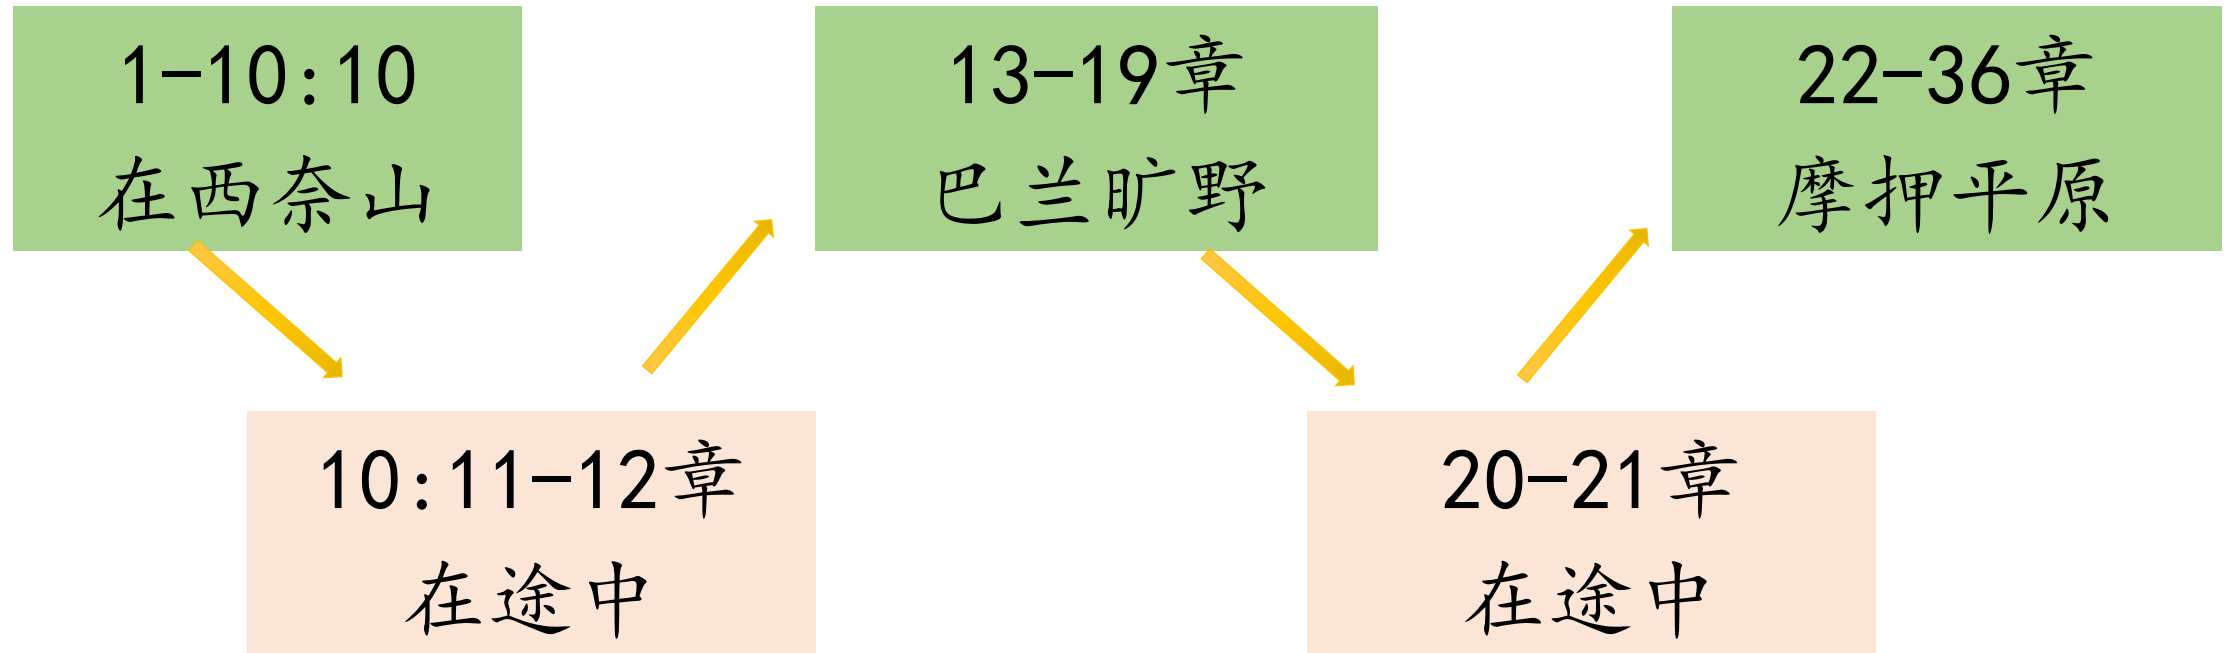 1-10:10
在西奈山
13-19章
巴兰旷野
22-36章
摩押平原
10:11-12章
在途中
20-21章
在途中